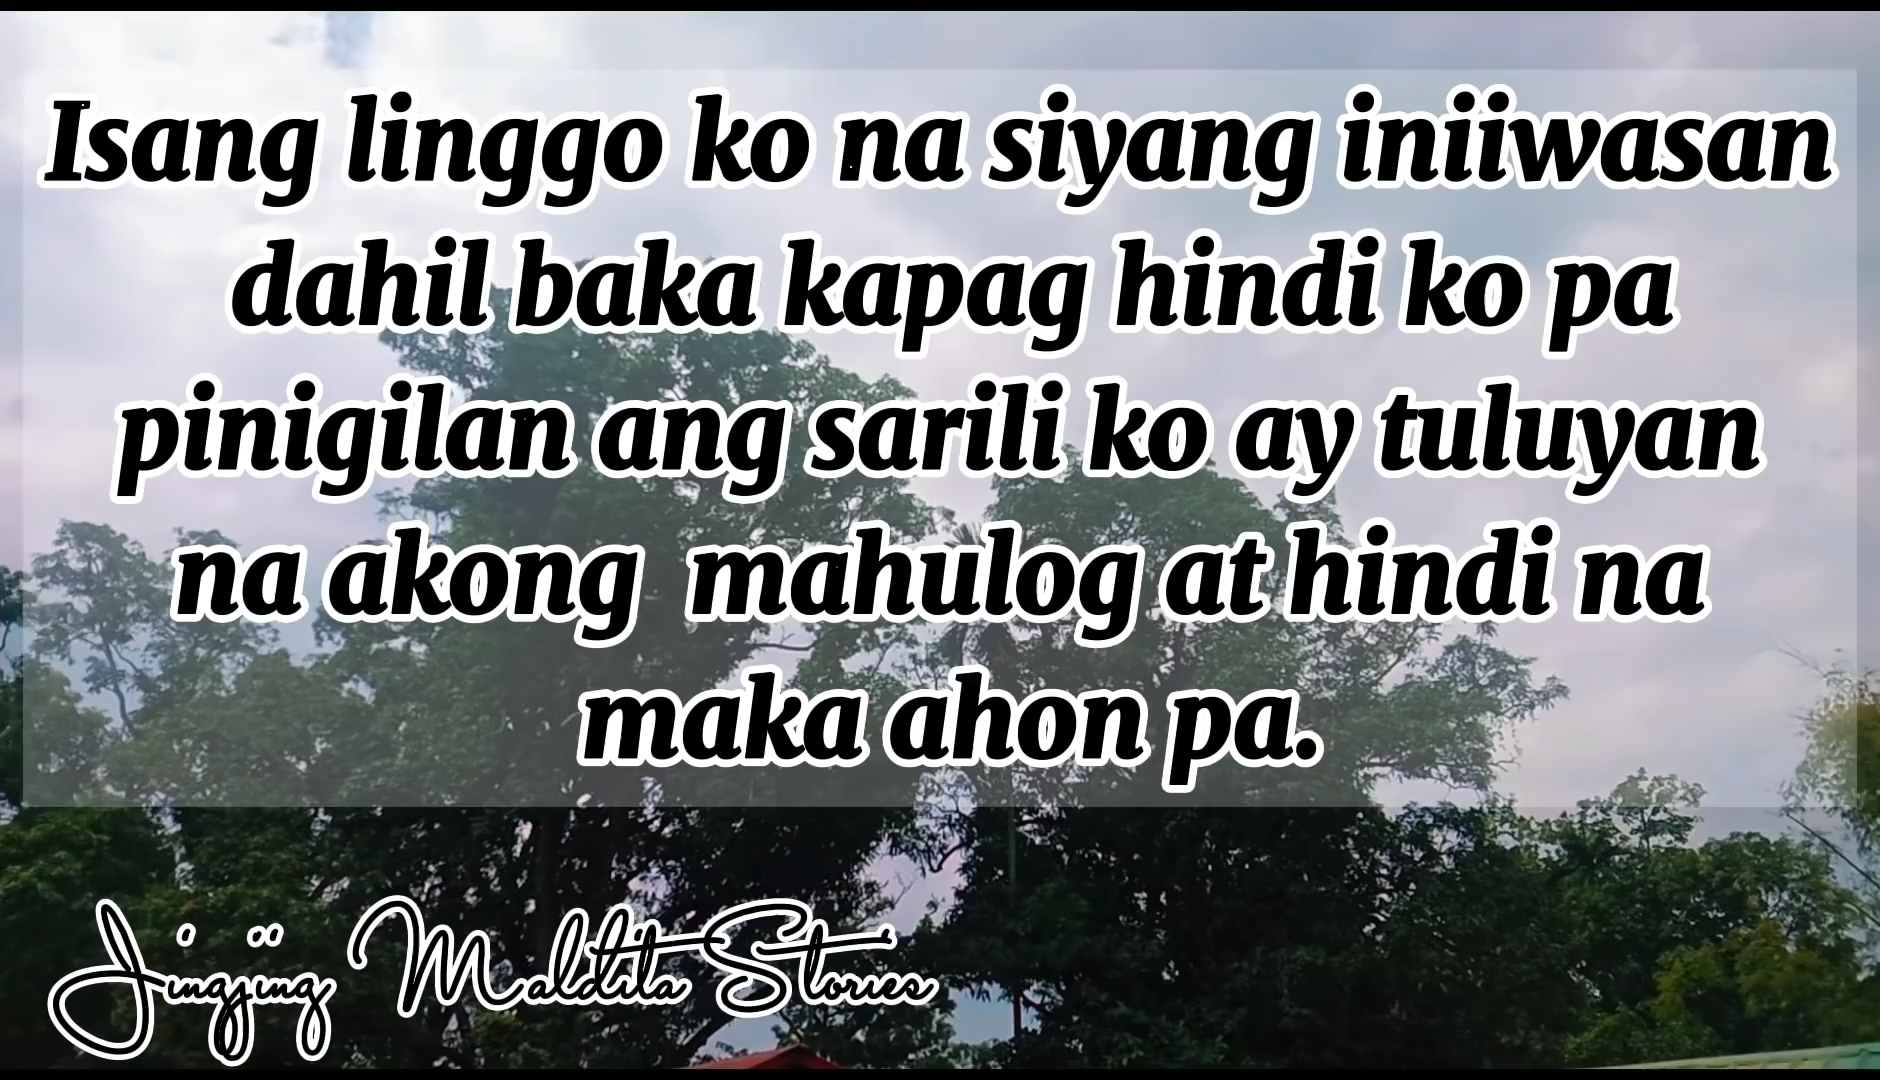 Isang linggo ko na siyang iniiwasan
dahil baka kapag hindi ko pa
pinigilan ang sarili ko ay tuluyan
na akong mahulog at hindi na
maka ahon pa.
Jingjing Maldita Stories